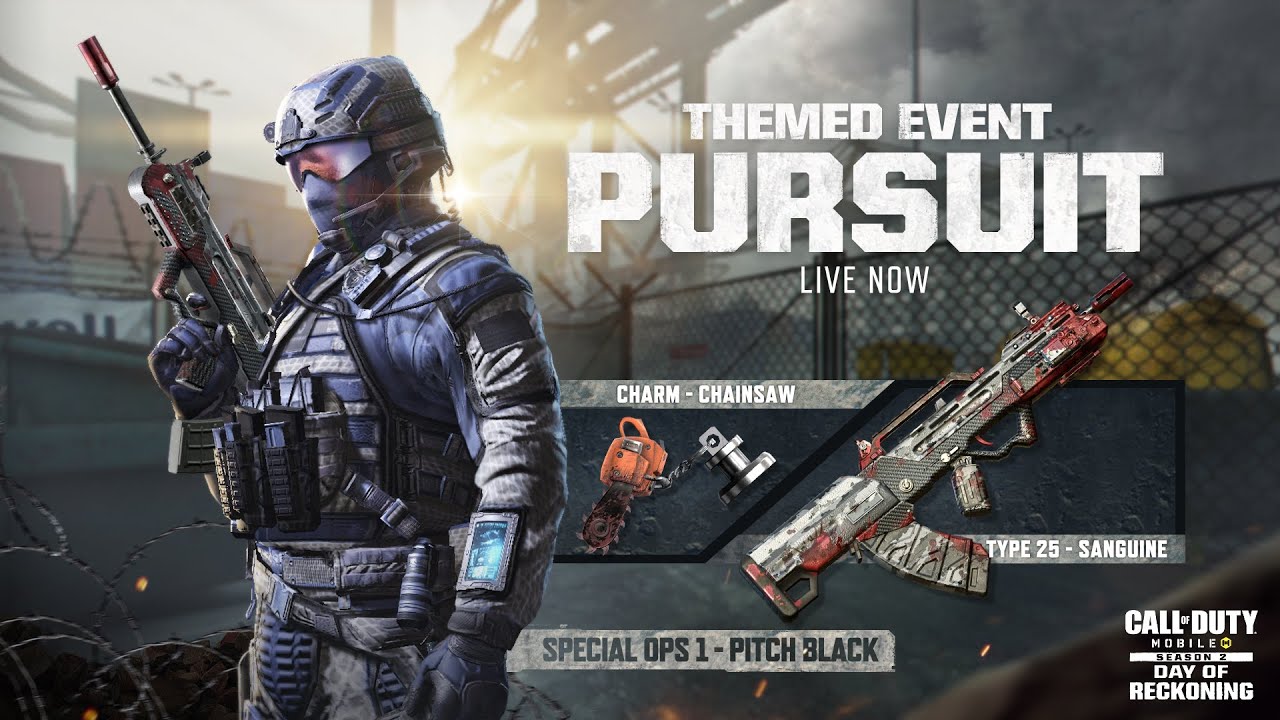 THEMED EVENT
PURSUIT
LIVE NOW
CHARM - CHAINSAW
TYPE 25 - SANGUINE
SPECIAL OPS 1 - PITCH BLACK
CALL OF DUTY
MOBILE
SEASON 2
DAY OF
RECKONING